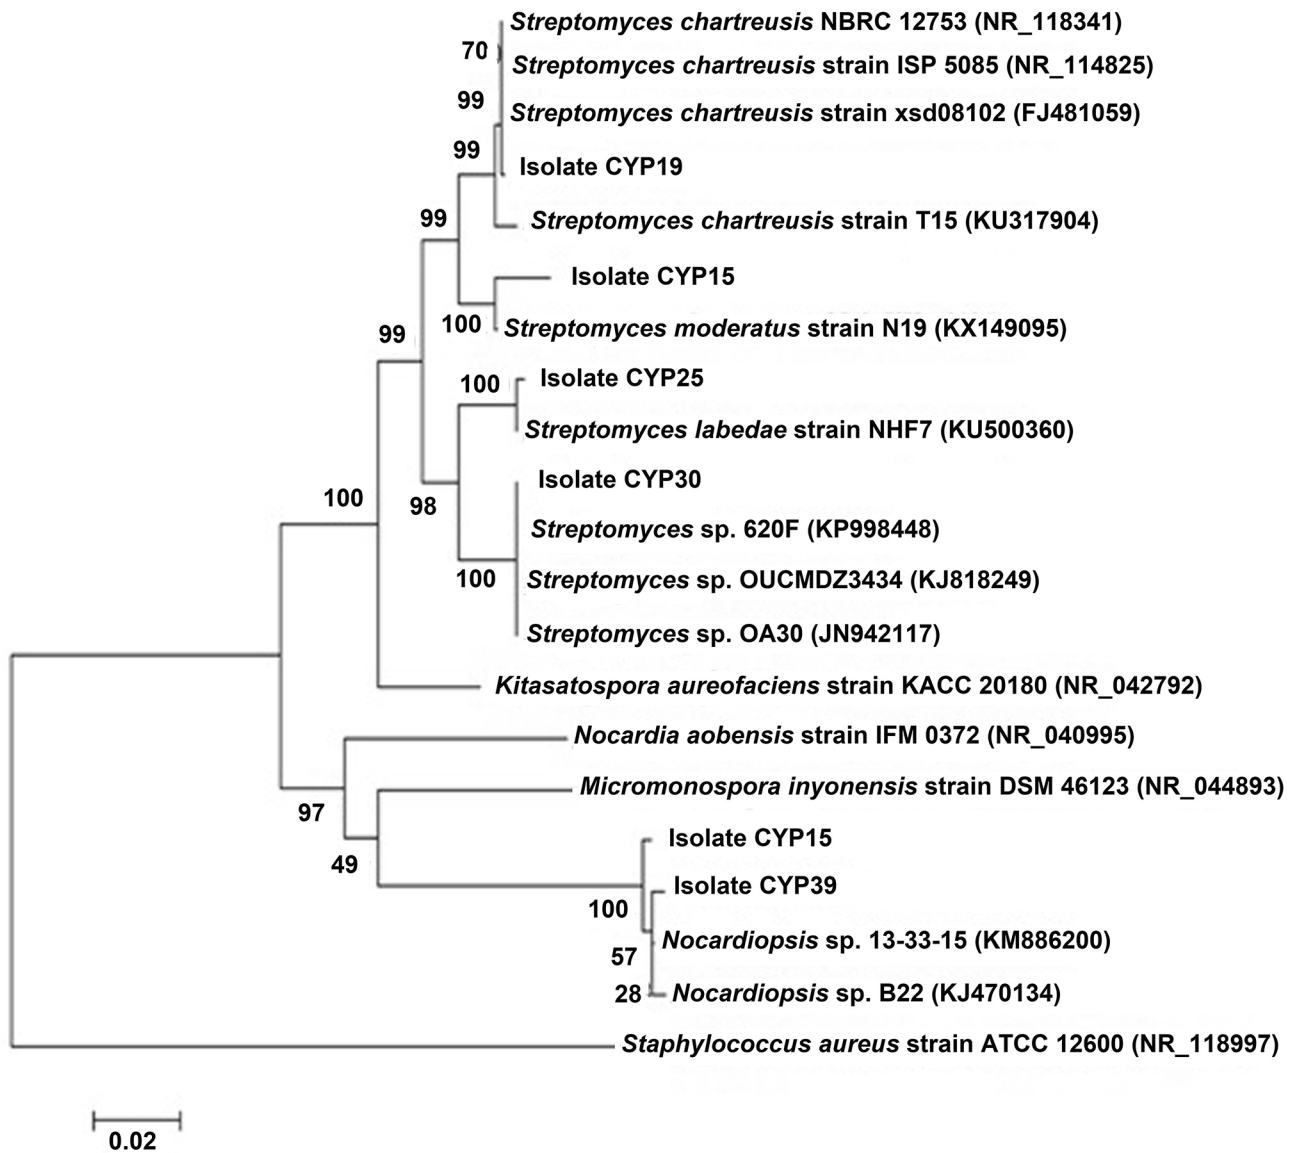 Streptomyces chartreusis NBRC 12753 (NR_118341)
70
Streptomyces chartreusis strain ISP 5085 (NR_114825)
99
Streptomyces chartreusis strain xsd08102 (FJ481059)
99
Isolate CYP19
99
Streptomyces chartreusis strain T15 (KU317904)
Isolate CYP15
100
Streptomyces moderatus strain N19 (KX149095)
99
Isolate CYP25
100
Streptomyces labedae strain NHF7 (KU500360)
Isolate CYP30
100
98
Streptomyces sp. 620F (KP998448)
100
Streptomyces sp. OUCMDZ3434 (KJ818249)
Streptomyces sp. OA30 (JN942117)
Kitasatospora aureofaciens strain KACC 20180 (NR_042792)
Nocardia aobensis strain IFM 0372 (NR_040995)
Micromonospora inyonensis strain DSM 46123 (NR_044893)
97
Isolate CYP15
49
Isolate CYP39
100
Nocardiopsis sp. 13-33-15 (KM886200)
57
28
Nocardiopsis sp. B22 (KJ470134)
Staphylococcus aureus strain ATCC 12600 (NR_118997)
0.02